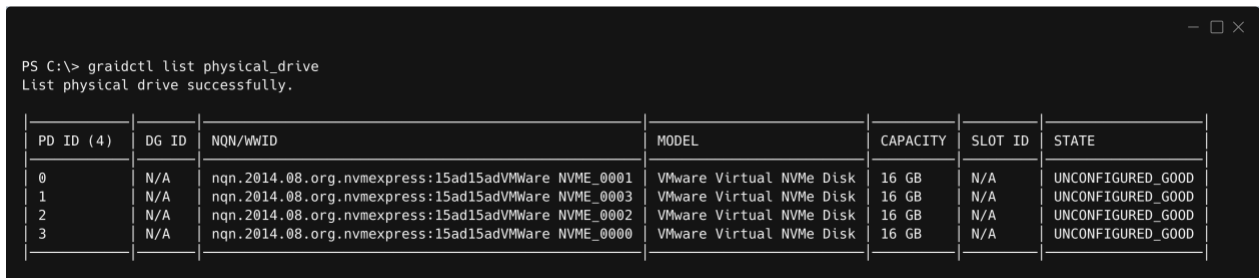 PS C:\> graidctl list physical_drive
List physical drive successfully.
PD ID (4) DG ID NQN/WWID MODEL CAPACITY SLOT ID STATE
0 N/A nqn.2014.08.org.nvmexpress:15ad15adVMWare NVME_0001 VMware Virtual NVMe Disk 16 GB N/A UNCONFIGURED_GOOD
1 N/A nqn.2014.08.org.nvmexpress:15ad15adVMWare NVME_0003 VMware Virtual NVMe Disk 16 GB N/A UNCONFIGURED_GOOD
2 N/A nqn.2014.08.org.nvmexpress:15ad15adVMWare NVME_0002 VMware Virtual NVMe Disk 16 GB N/A UNCONFIGURED_GOOD
3 N/A nqn.2014.08.org.nvmexpress:15ad15adVMWare NVME_0000 VMware Virtual NVMe Disk 16 GB N/A UNCONFIGURED_GOOD